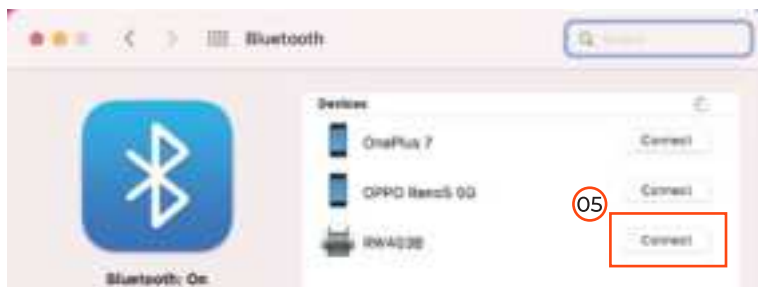 Bluetooth
Devices
OnePlus 7
Connect
OPPO Reno5 5G
Connect
05
RW403B
Connect
Bluetooth: On